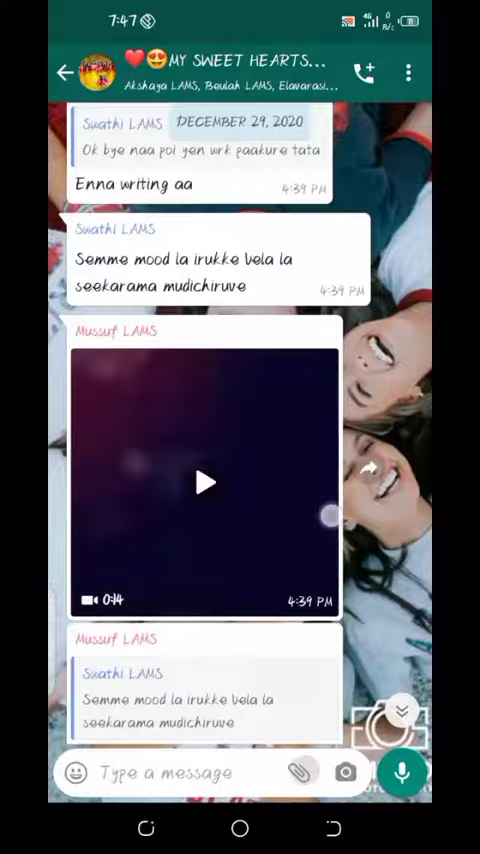 7:47
4G
0
B/s
❤️😍MY SWEET HEARTS...
Akshaya LAMS, Beulah LAMS, Elavarasi...
DECEMBER 29, 2020
Swathi LAMS
Ok bye naa poi yen wrk paakure tata
Enna writing aa
4:39 PM
Swathi LAMS
Semme mood la irukke vela la
seekarama mudichiruve
4:39 PM
Mussuf LAMS
0:14
4:39 PM
Mussuf LAMS
Swathi LAMS
Semme mood la irukke vela la
seekarama mudichiruve
Type a message